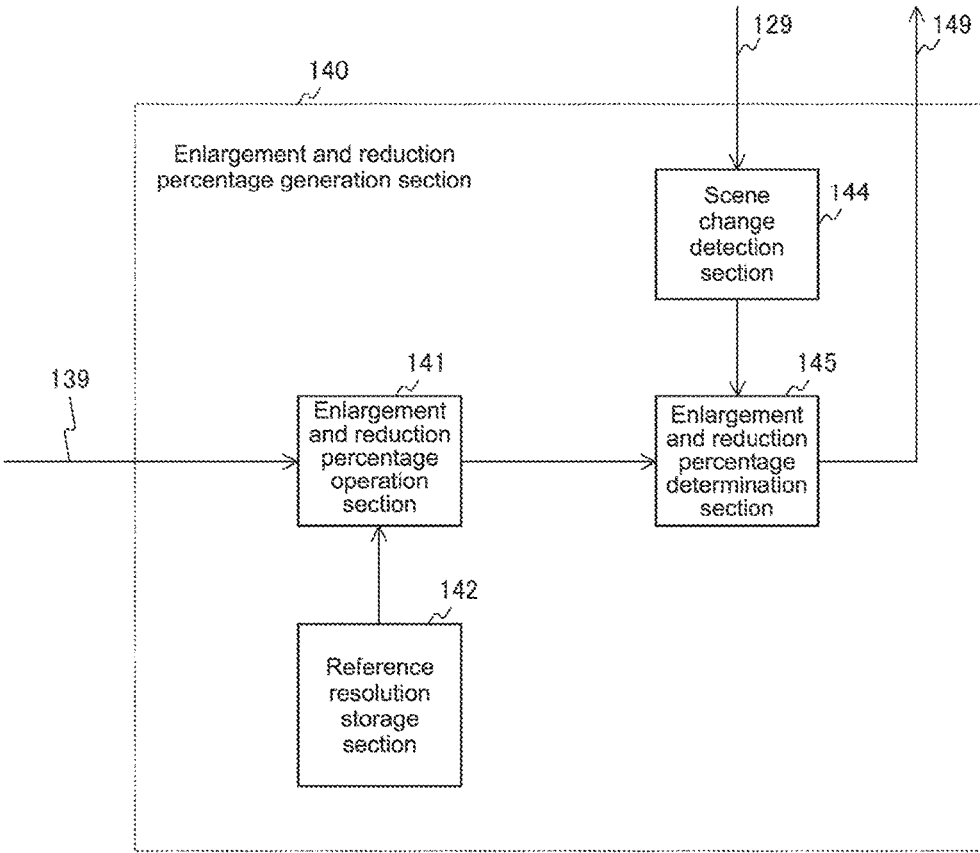 129
149
140
Enlargement and reduction
percentage generation section
Scene
change
detection
section
144
139
141
Enlargement
and reduction
percentage
operation
section
145
Enlargement
and reduction
percentage
determination
section
142
Reference
resolution
storage
section